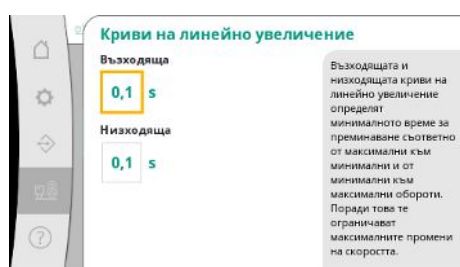 Криви на линейно увеличение
Възходяща
0,1 s
Низходяща
0,1 s
Възходящата и
низходящата криви на
линейно увеличение
определят
минималното време за
преминаване съответно
от максимални към
минимални и от
минимални към
максимални обороти.
Поради това те
ограничават
максималните промени
на скоростта.